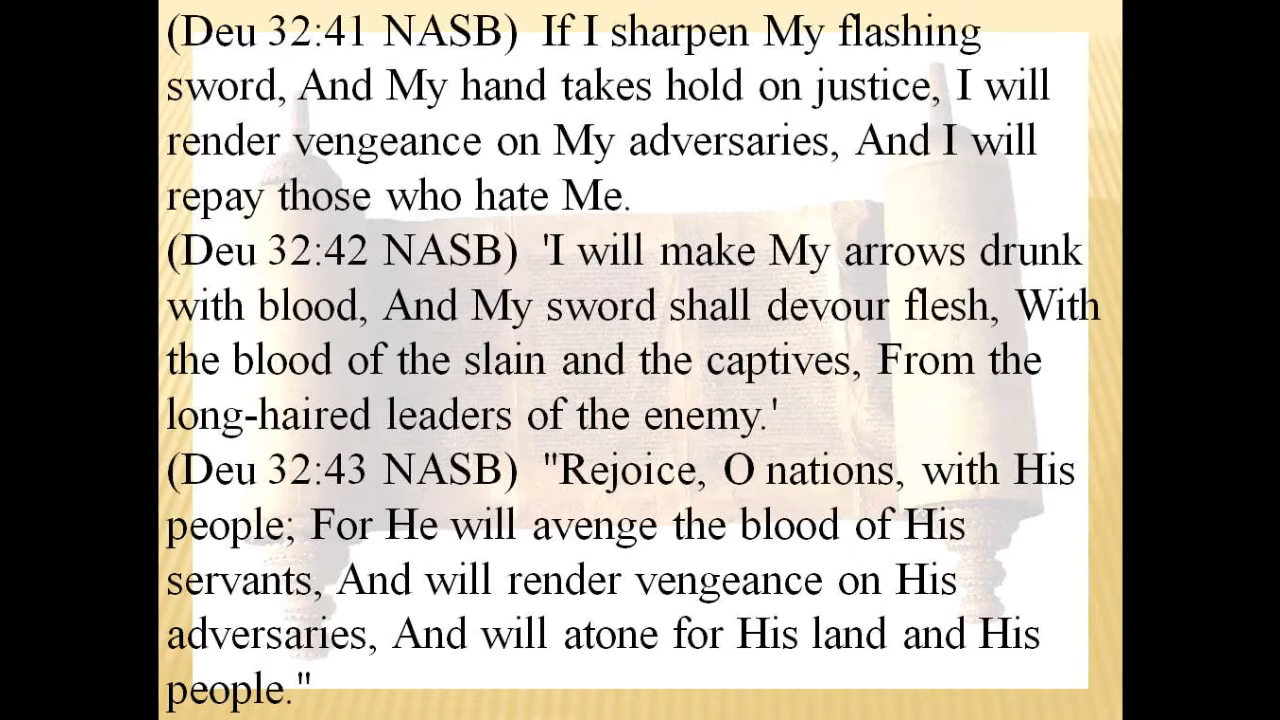 (Deu 32:41 NASB)  If I sharpen My flashing
sword, And My hand takes hold on justice, I will
render vengeance on My adversaries, And I will
repay those who hate Me.
(Deu 32:42 NASB)  'I will make My arrows drunk
with blood, And My sword shall devour flesh, With
the blood of the slain and the captives, From the
long-haired leaders of the enemy.'
(Deu 32:43 NASB)  "Rejoice, O nations, with His
people; For He will avenge the blood of His
servants, And will render vengeance on His
adversaries, And will atone for His land and His
people."